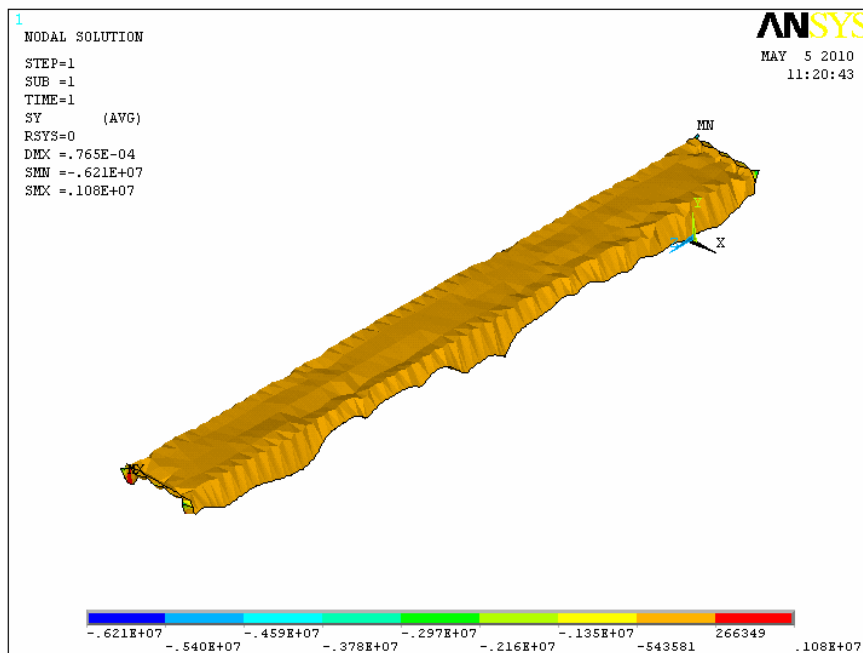 1
NODAL SOLUTION
STEP=1
SUB =1
TIME=1
SY (AVG)
RSYS=0
DMX =.765E-04
SMN =-.621E+07
SMX =.108E+07
ANSYS
MAY 5 2010
11:20:43
MN
Y
Z
X
MX
-.621E+07 -.459E+07 -.297E+07 -.135E+07 266349
-.540E+07 -.378E+07 -.216E+07 -543581 .108E+07